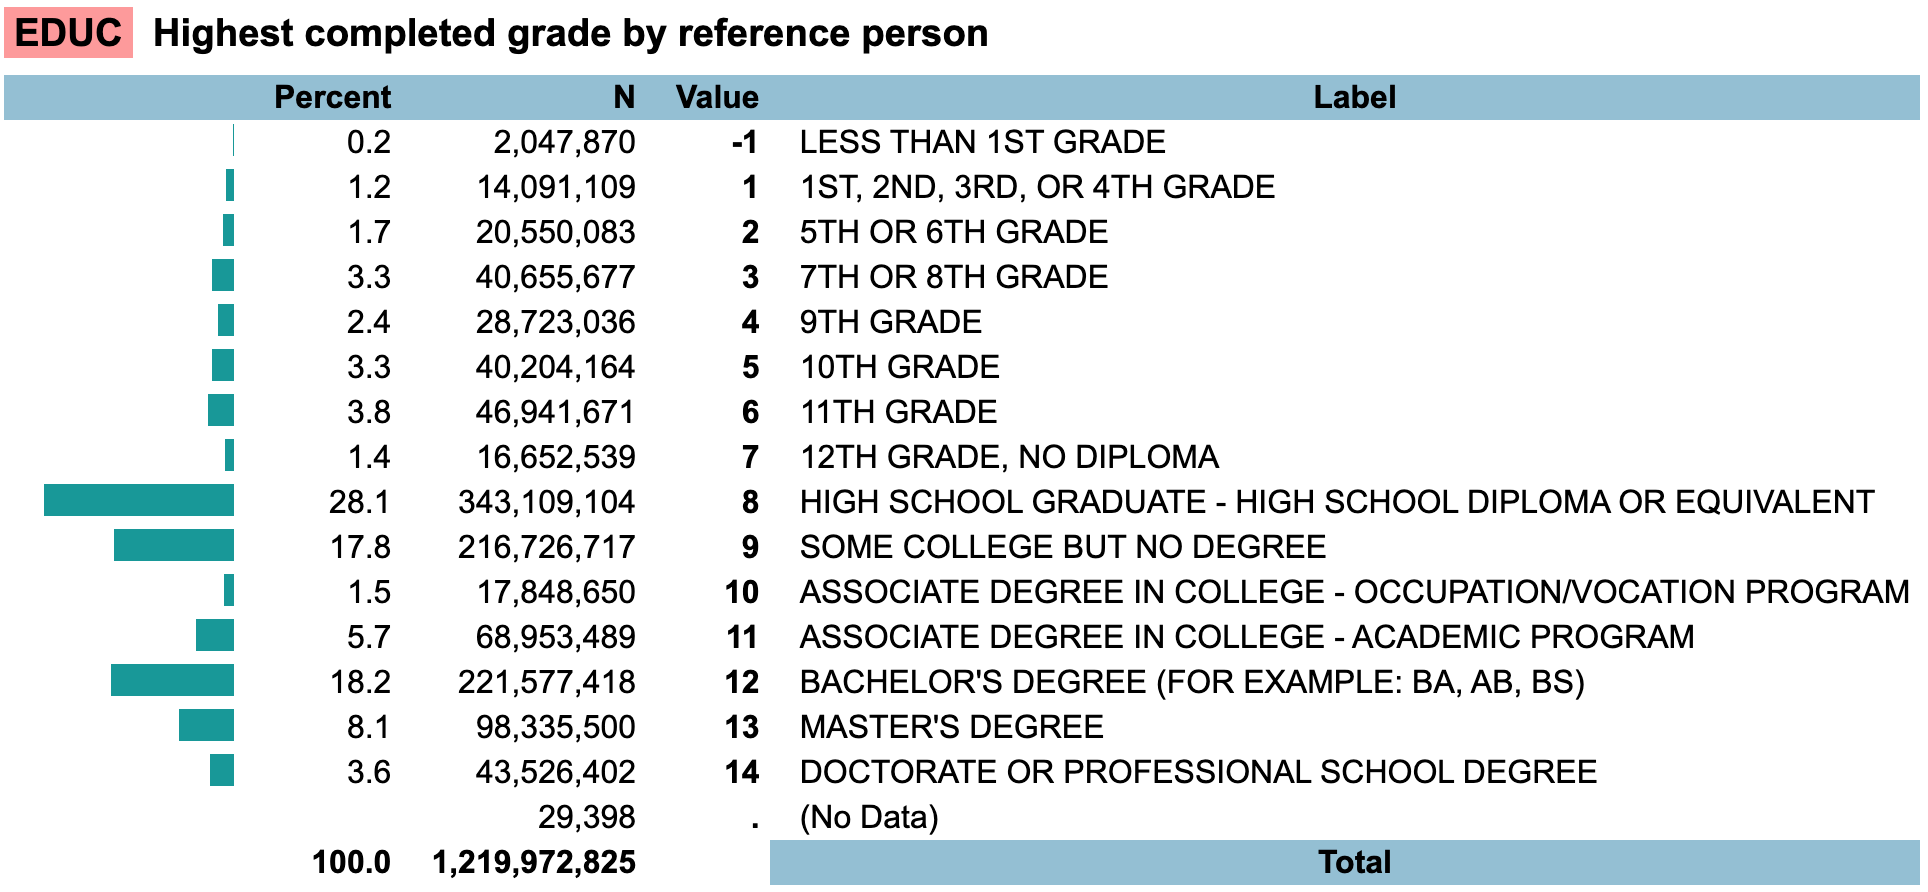 EDUC Highest completed grade by reference person
Percent N Value Label
0.2 2,047,870 -1 LESS THAN 1ST GRADE
1.2 14,091,109 1 1ST, 2ND, 3RD, OR 4TH GRADE
1.7 20,550,083 2 5TH OR 6TH GRADE
3.3 40,655,677 3 7TH OR 8TH GRADE
2.4 28,723,036 4 9TH GRADE
3.3 40,204,164 5 10TH GRADE
3.8 46,941,671 6 11TH GRADE
1.4 16,652,539 7 12TH GRADE, NO DIPLOMA
28.1 343,109,104 8 HIGH SCHOOL GRADUATE - HIGH SCHOOL DIPLOMA OR EQUIVALENT
17.8 216,726,717 9 SOME COLLEGE BUT NO DEGREE
1.5 17,848,650 10 ASSOCIATE DEGREE IN COLLEGE - OCCUPATION/VOCATION PROGRAM
5.7 68,953,489 11 ASSOCIATE DEGREE IN COLLEGE - ACADEMIC PROGRAM
18.2 221,577,418 12 BACHELOR'S DEGREE (FOR EXAMPLE: BA, AB, BS)
8.1 98,335,500 13 MASTER'S DEGREE
3.6 43,526,402 14 DOCTORATE OR PROFESSIONAL SCHOOL DEGREE
29,398 . (No Data)
100.0 1,219,972,825 Total